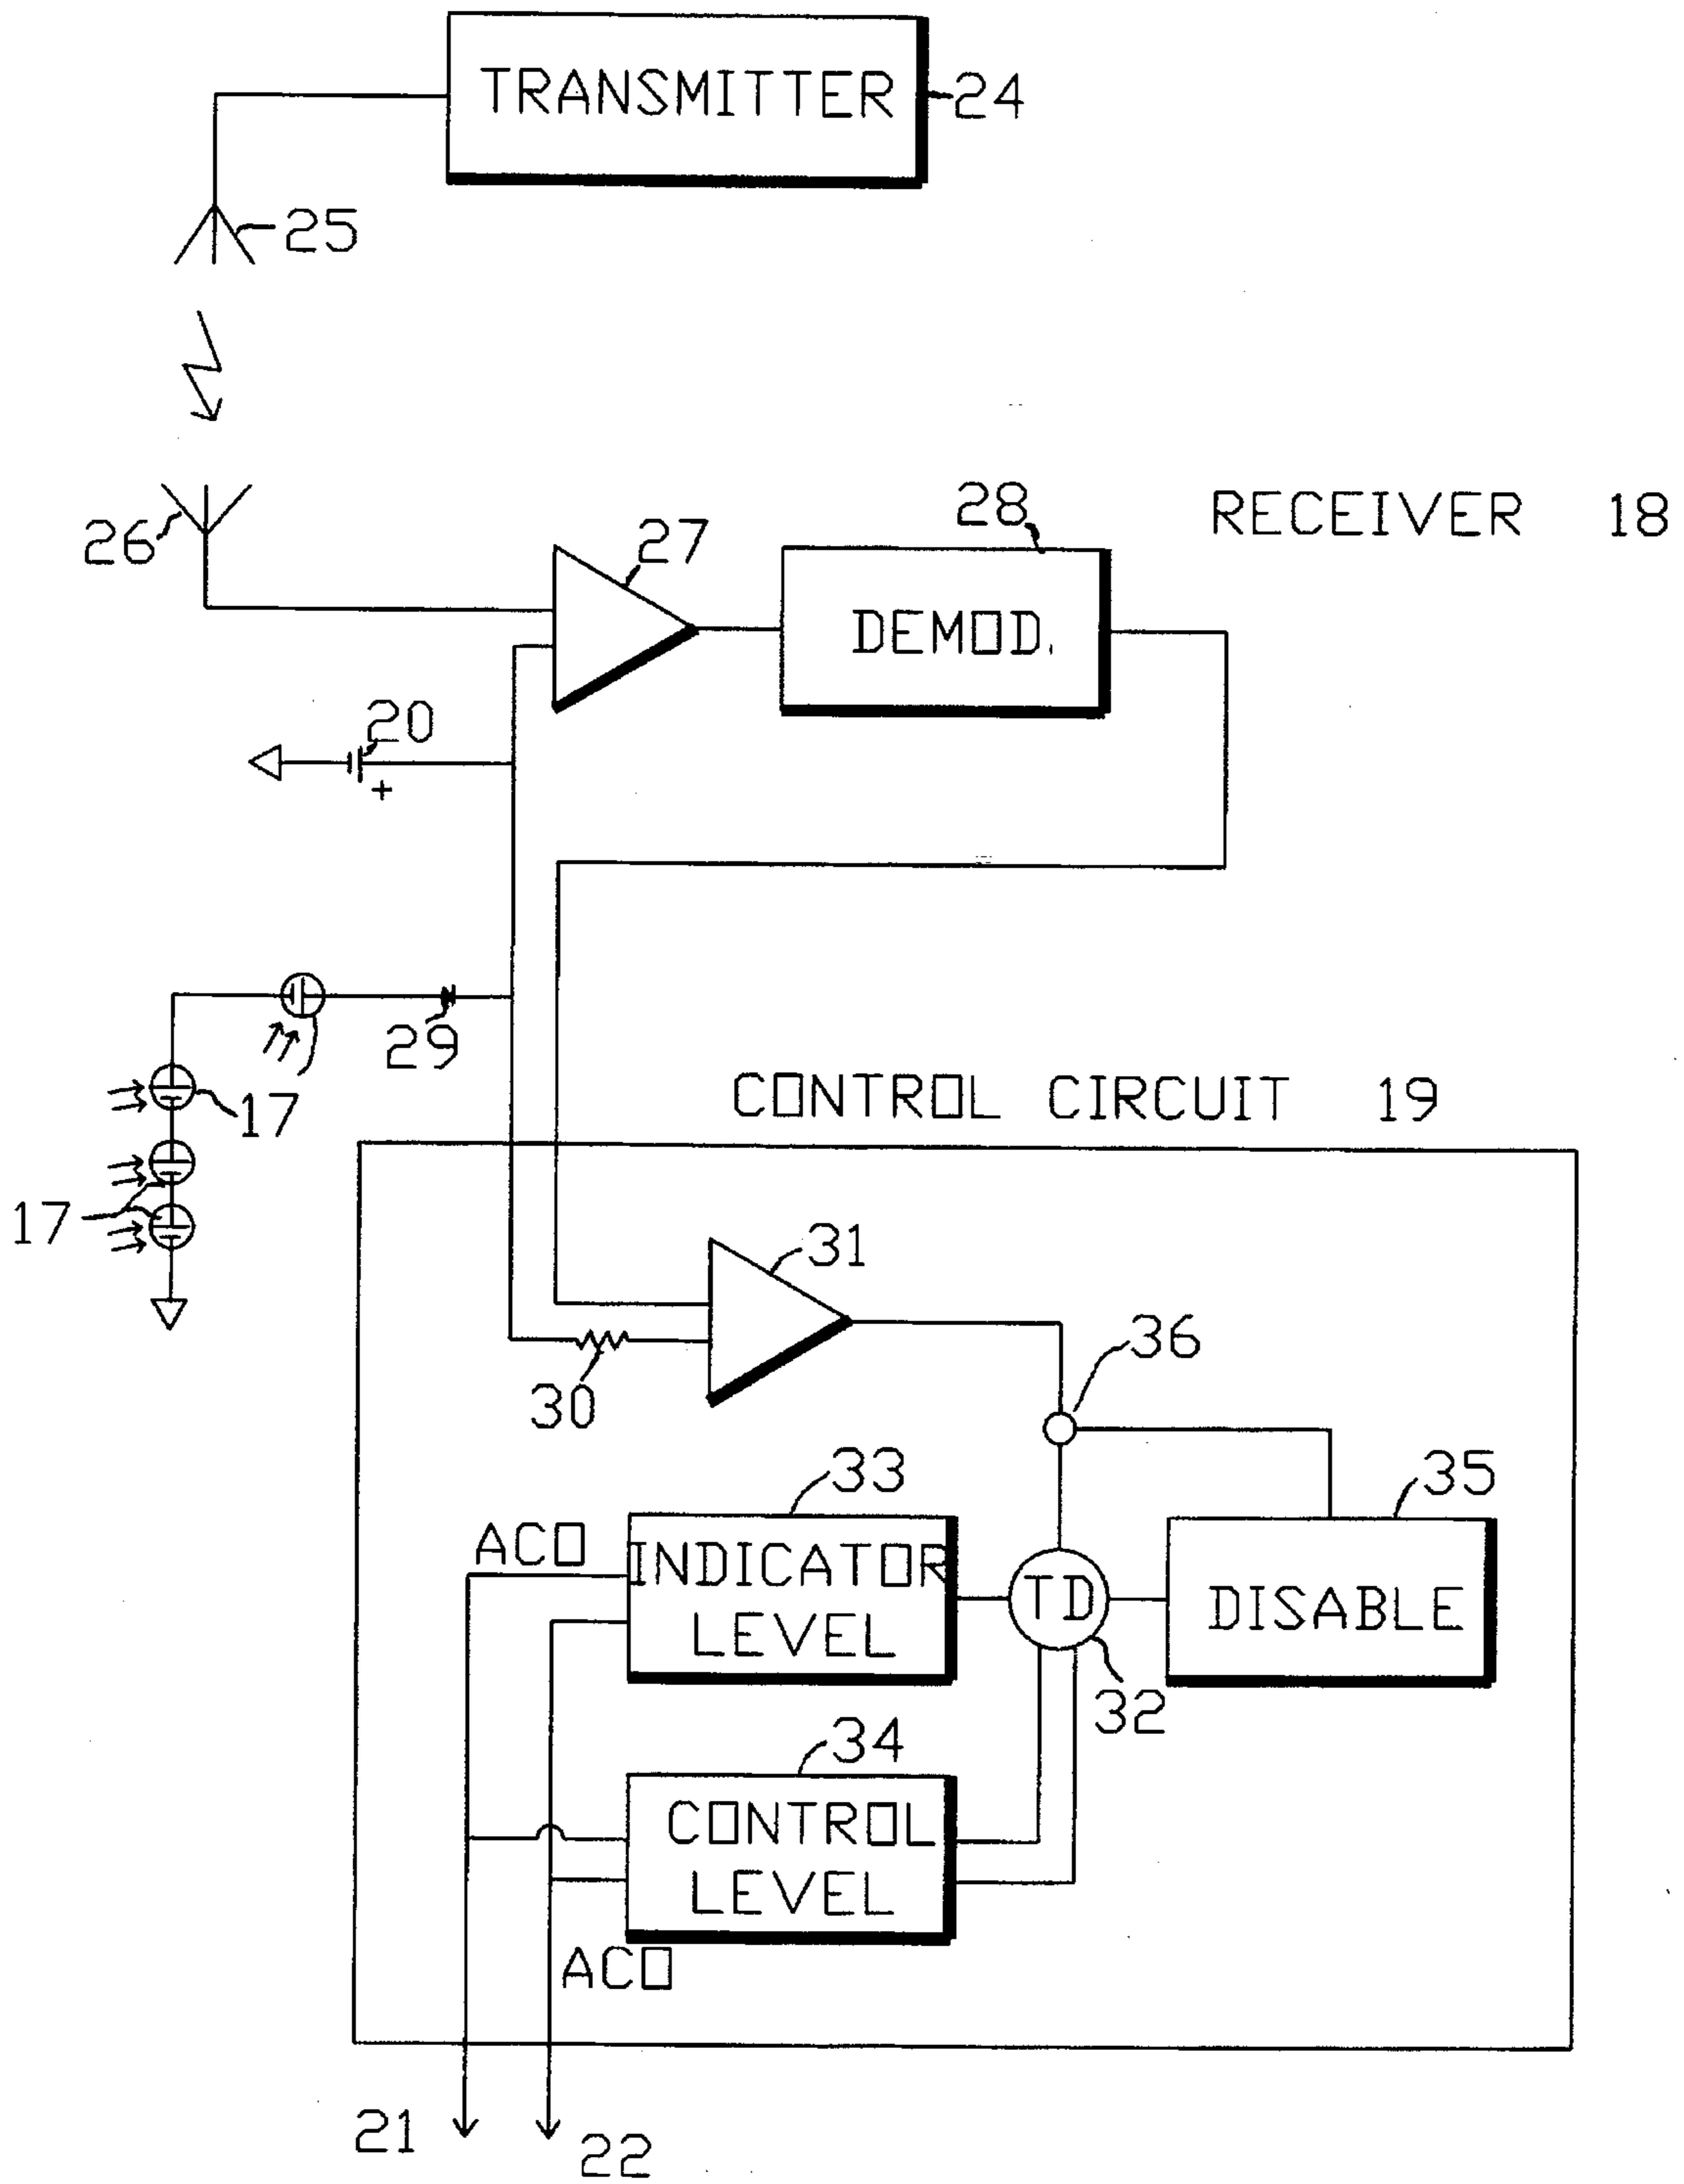 TRANSMITTER
24
25
26
27
28
RECEIVER 18
DEMOD.
20
+
29
17
17
CONTROL CIRCUIT 19
31
30
36
33
35
ACO
INDICATOR
LEVEL
TD
DISABLE
32
34
CONTROL
LEVEL
ACO
21
22